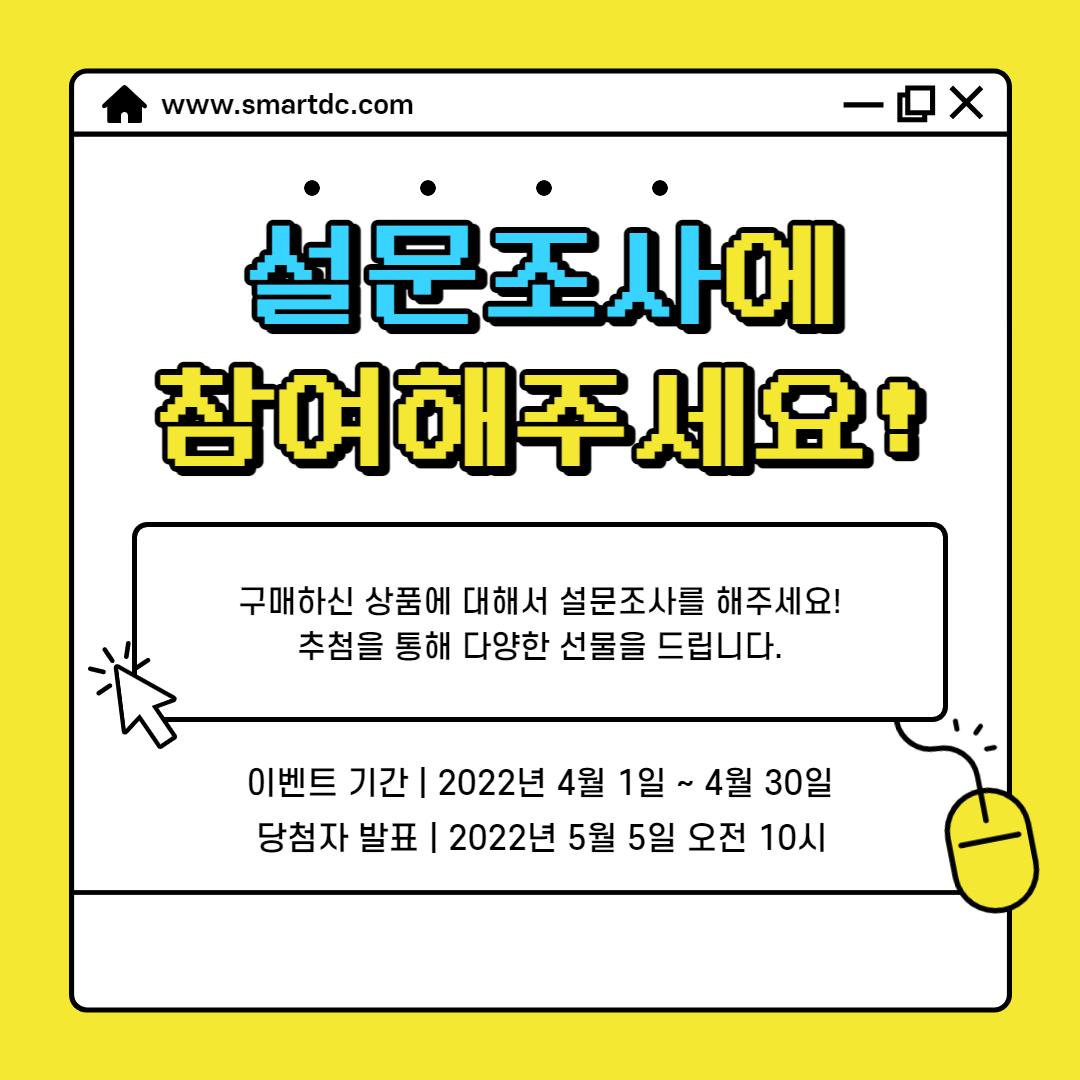 www.smartdc.com
설문조사에
참여해주세요!
구매하신 상품에 대해서 설문조사를 해주세요!
추첨을 통해 다양한 선물을 드립니다.
이벤트 기간 | 2022년 4월 1일 ~ 4월 30일
당첨자 발표 | 2022년 5월 5일 오전 10시